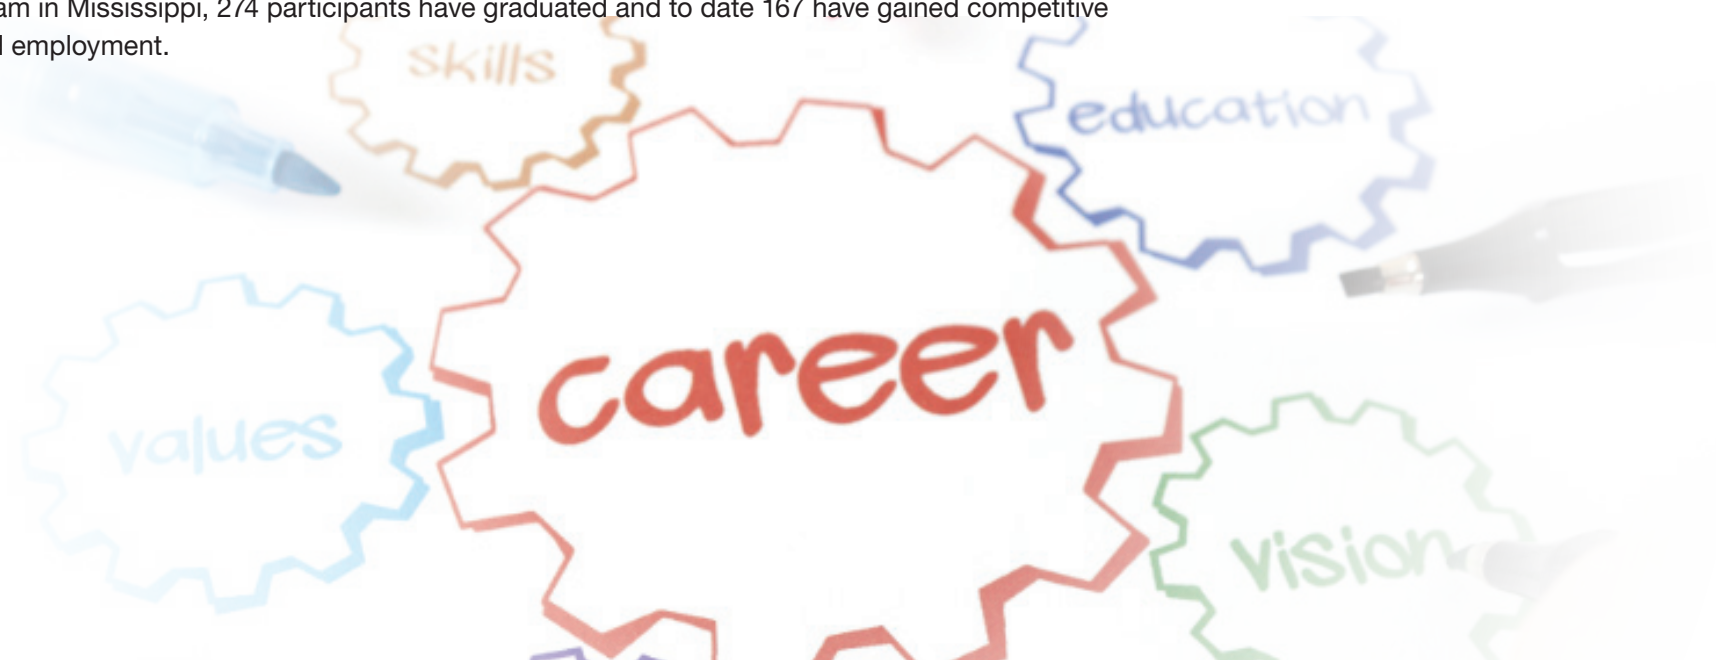 am in Mississippi, 274 participants have graduated and to date 167 have gained competitive
employment.
skills
education
career
values
vision